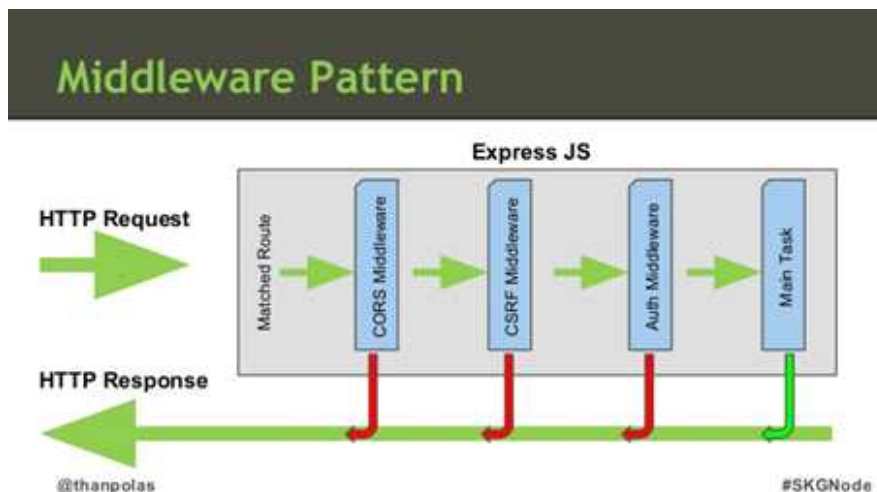 Middleware Pattern
Express JS
HTTP Request
Matched Route
CORS Middleware
CSRF Middleware
Auth Middleware
Main Task
HTTP Response
@thanpolas
#SKGNode